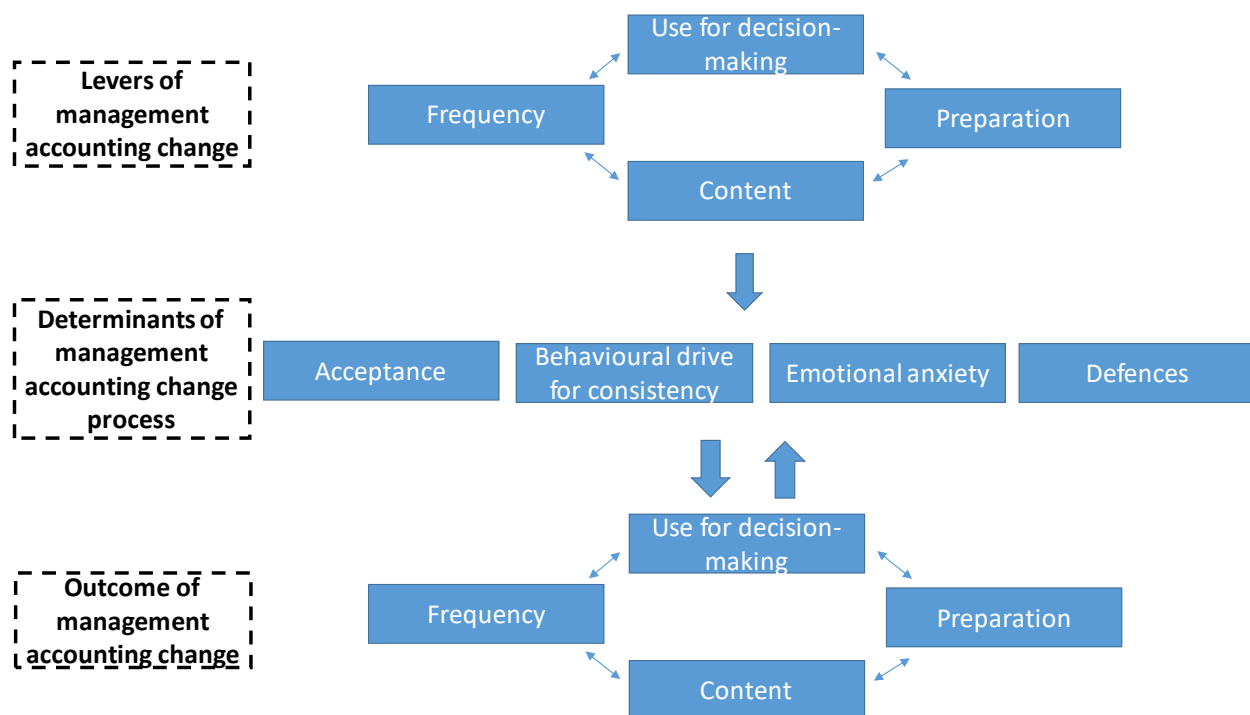 Levers of
management
accounting change
Use for decision-
making
Frequency
Preparation
Content
Determinants of
management
accounting change
process
Acceptance
Behavioural drive
for consistency
Emotional anxiety
Defences
Outcome of
management
accounting change
Use for decision-
making
Frequency
Preparation
Content